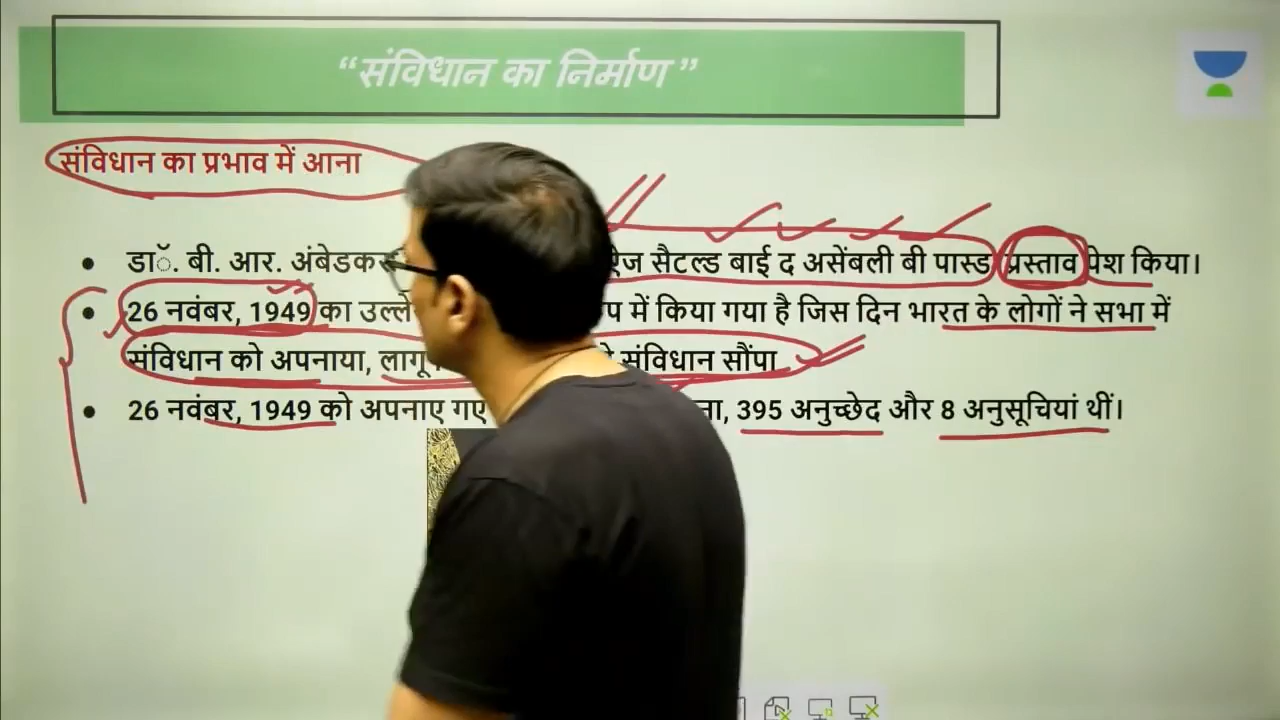 “संविधान का निर्माण”
संविधान का प्रभाव में आना
• डाॅ. बी. आर. अंबेडकर ऐज सैटल्ड बाई द असेंबली बी पास्ड प्रस्ताव पेश किया।
• 26 नवंबर, 1949 का में किया गया है जिस दिन भारत के लोगों ने सभा में
संविधान को अपनाया, लागू संविधान सौंपा
• 26 नवंबर, 1949 को अपनाए गए 395 अनुच्छेद और 8 अनुसूचियां थीं।